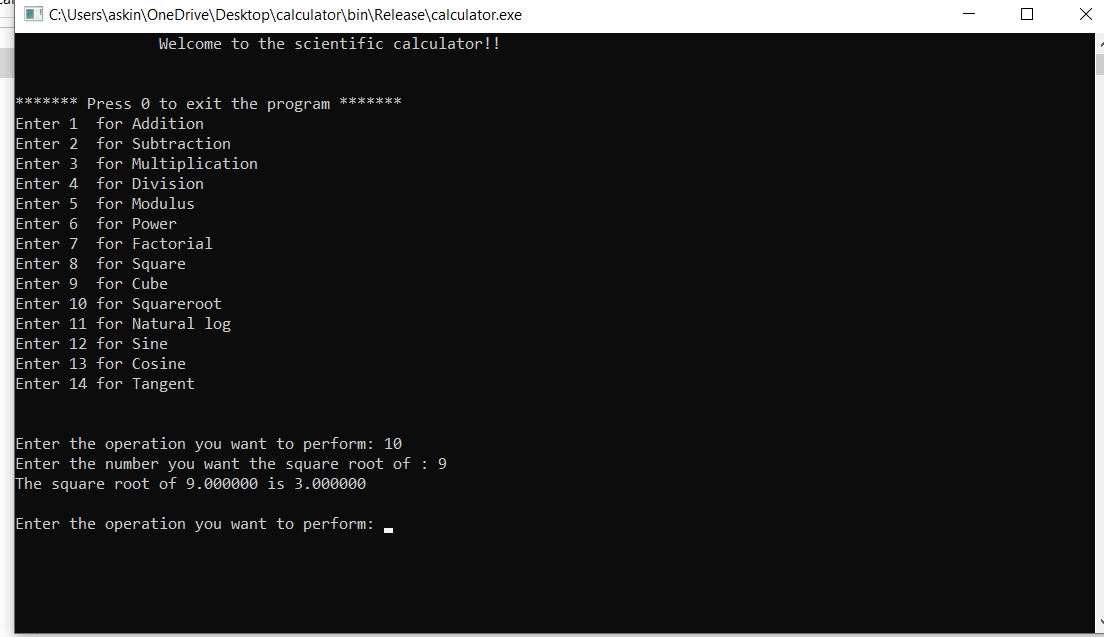 C:\Users\askin\OneDrive\Desktop\calculator\bin\Release\calculator.exe
Welcome to the scientific calculator!!
******* Press 0 to exit the program *******
Enter 1  for Addition
Enter 2  for Subtraction
Enter 3  for Multiplication
Enter 4  for Division
Enter 5  for Modulus
Enter 6  for Power
Enter 7  for Factorial
Enter 8  for Square
Enter 9  for Cube
Enter 10 for Squareroot
Enter 11 for Natural log
Enter 12 for Sine
Enter 13 for Cosine
Enter 14 for Tangent
Enter the operation you want to perform: 10
Enter the number you want the square root of : 9
The square root of 9.000000 is 3.000000
Enter the operation you want to perform: